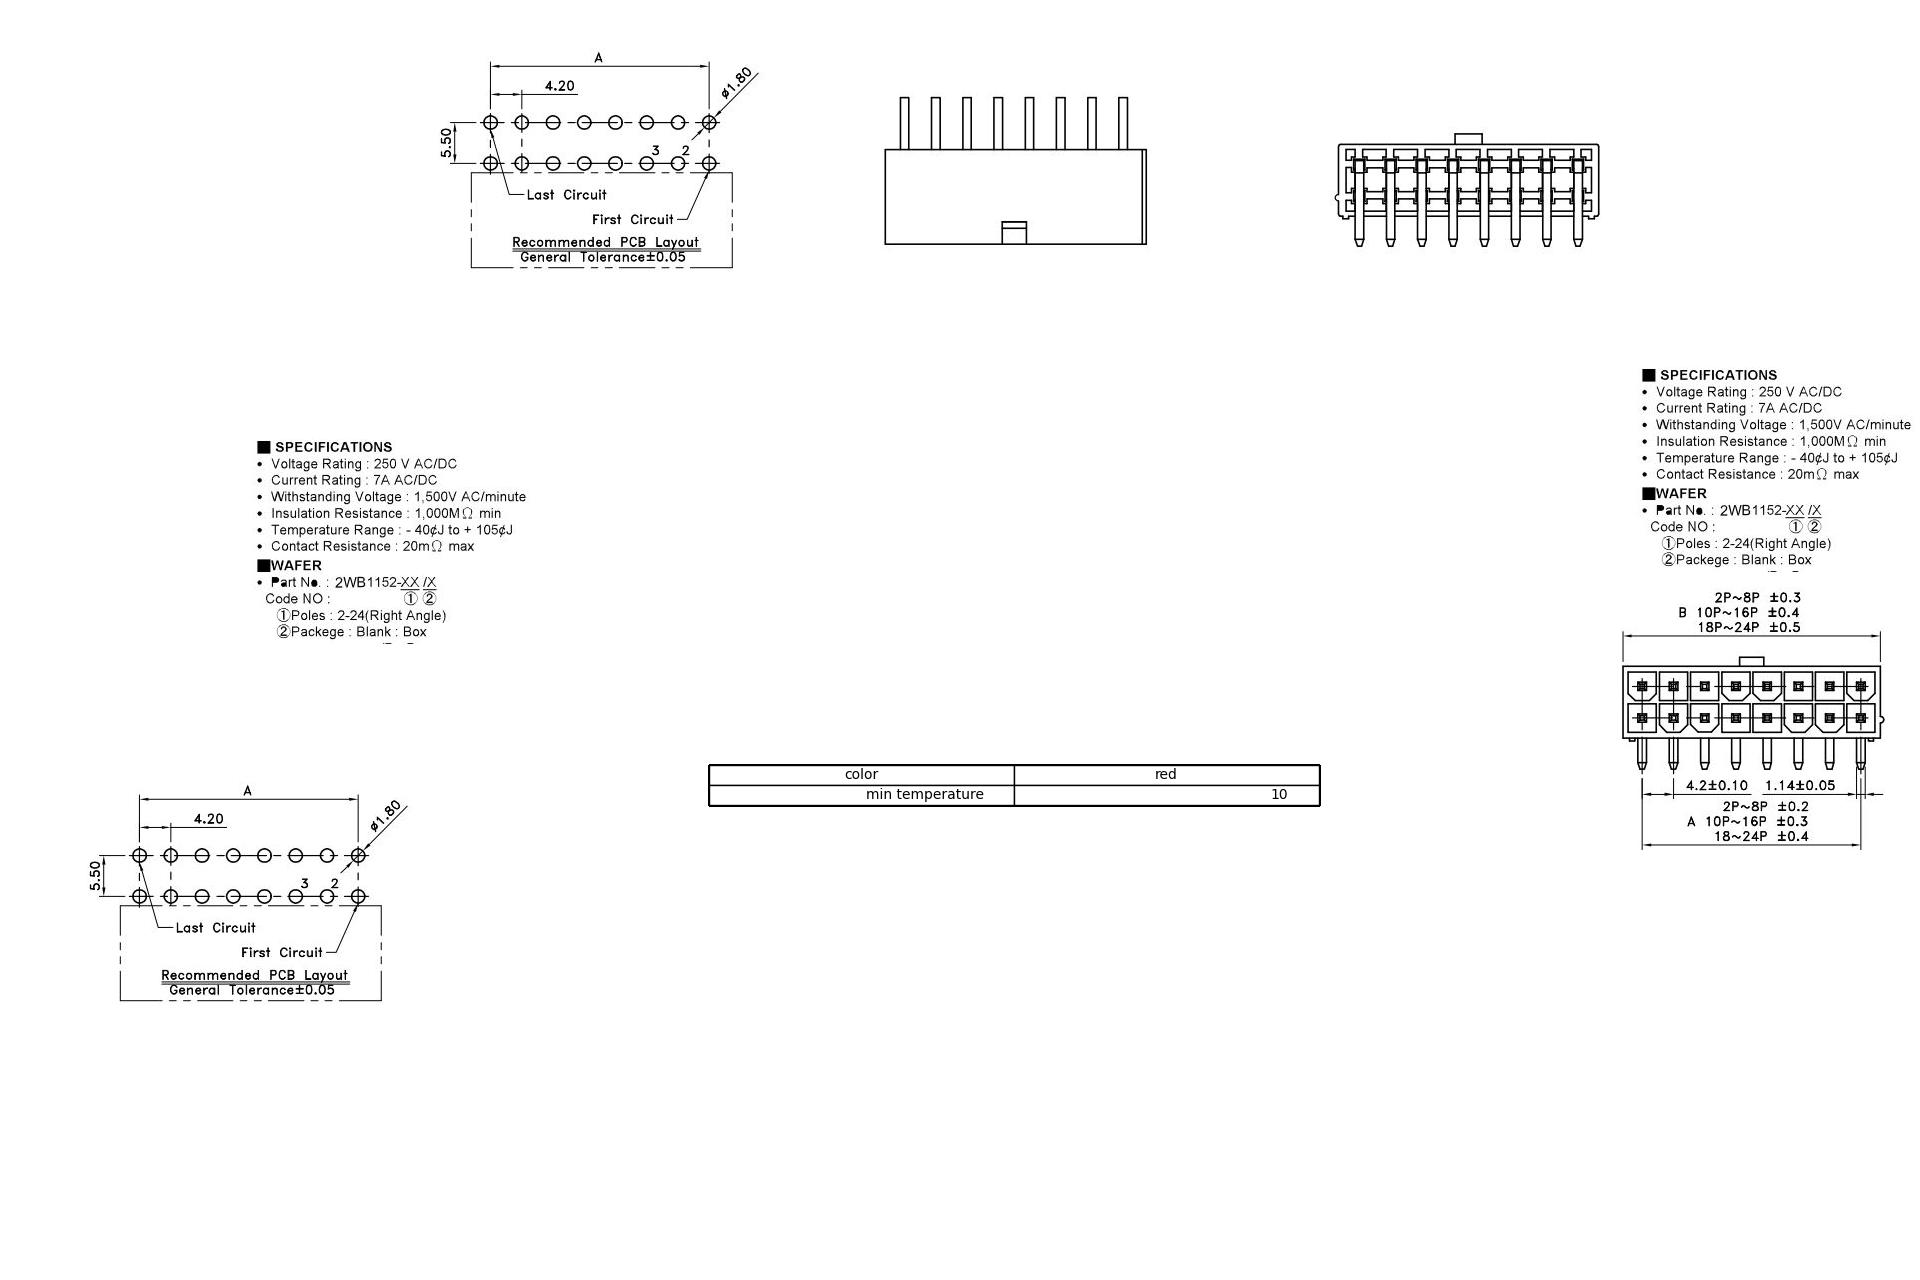 A
4.20
ø1.80
5.50
3 2
Last Circuit
First Circuit
Recommended PCB Layout
General Tolerance±0.05
■ SPECIFICATIONS
• Voltage Rating : 250 V AC/DC
• Current Rating : 7A AC/DC
• Withstanding Voltage : 1,500V AC/minute
• Insulation Resistance : 1,000MΩ min
• Temperature Range : - 40¢J to + 105¢J
• Contact Resistance : 20mΩ max
■WAFER
• Part No. : 2WB1152-XX /X
Code NO : ① ②
①Poles : 2-24(Right Angle)
②Packege : Blank : Box
■ SPECIFICATIONS
• Voltage Rating : 250 V AC/DC
• Current Rating : 7A AC/DC
• Withstanding Voltage : 1,500V AC/minute
• Insulation Resistance : 1,000MΩ min
• Temperature Range : - 40¢J to + 105¢J
• Contact Resistance : 20mΩ max
■WAFER
• Part No. : 2WB1152-XX /X
Code NO : ① ②
①Poles : 2-24(Right Angle)
②Packege : Blank : Box
2P~8P ±0.3
B 10P~16P ±0.4
18P~24P ±0.5
4.2±0.10 1.14±0.05
2P~8P ±0.2
A 10P~16P ±0.3
18~24P ±0.4
color red
min temperature 10
A
4.20
ø1.80
5.50
3 2
Last Circuit
First Circuit
Recommended PCB Layout
General Tolerance±0.05